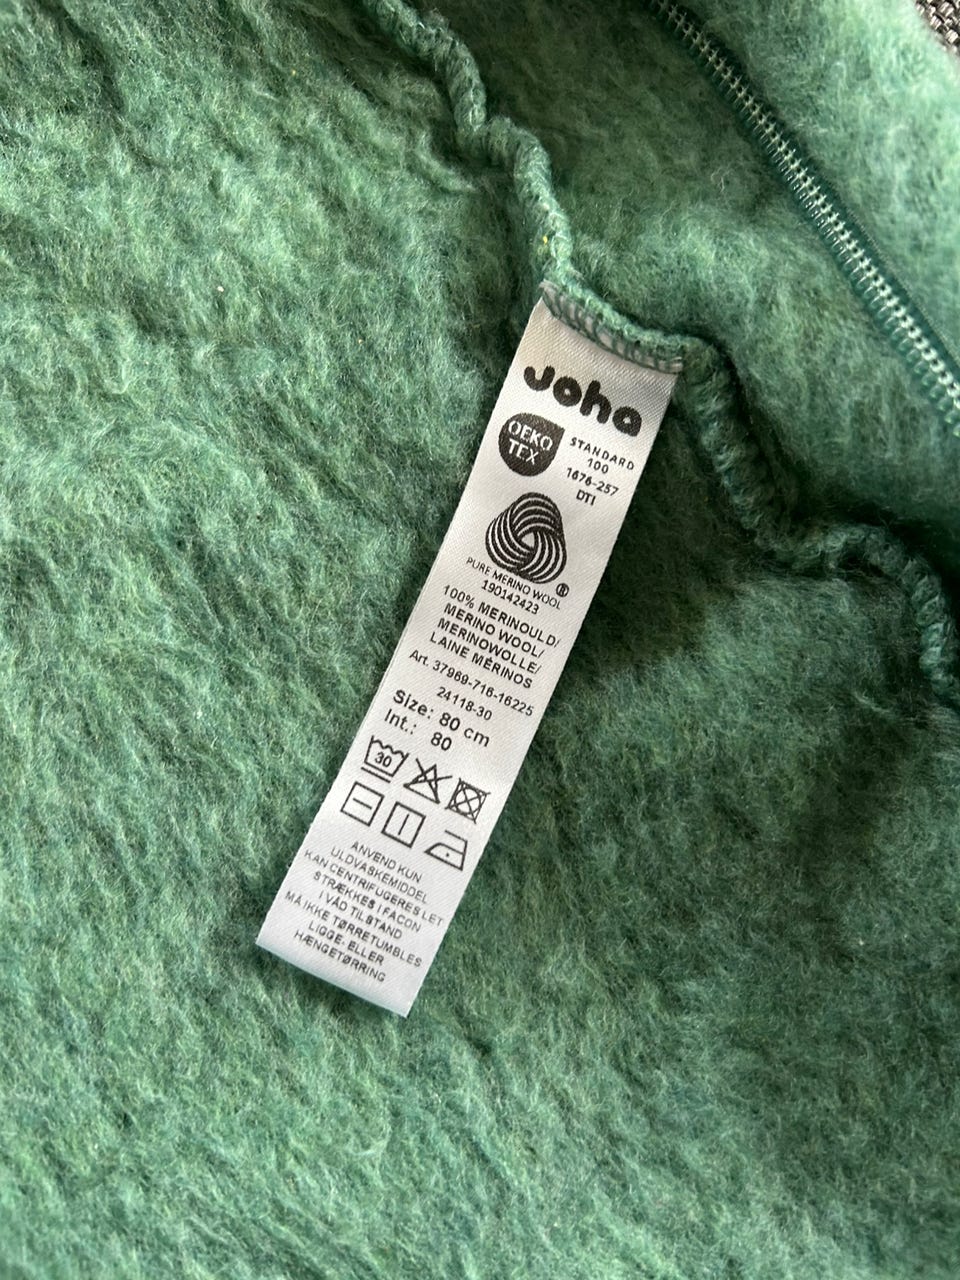 Joha
OEKO
TEX
STANDARD
100
1676-257
DTI
®
PURE MERINO WOOL
190142423
100% MERINOULD/
MERINO WOOL/
MERINOWOLLE/
LAINE MÉRINOS
Art. 37969-716-16225
24118-30
Size: 80 cm
Int.: 80
30
ANVEND KUN
ULDVASKEMIDDEL
KAN CENTRIFUGERES LET
STRÆKKES I FACON
I VÅD TILSTAND
MÅ IKKE TØRRETUMBLES
LIGGE- ELLER
HÆNGETØRRING